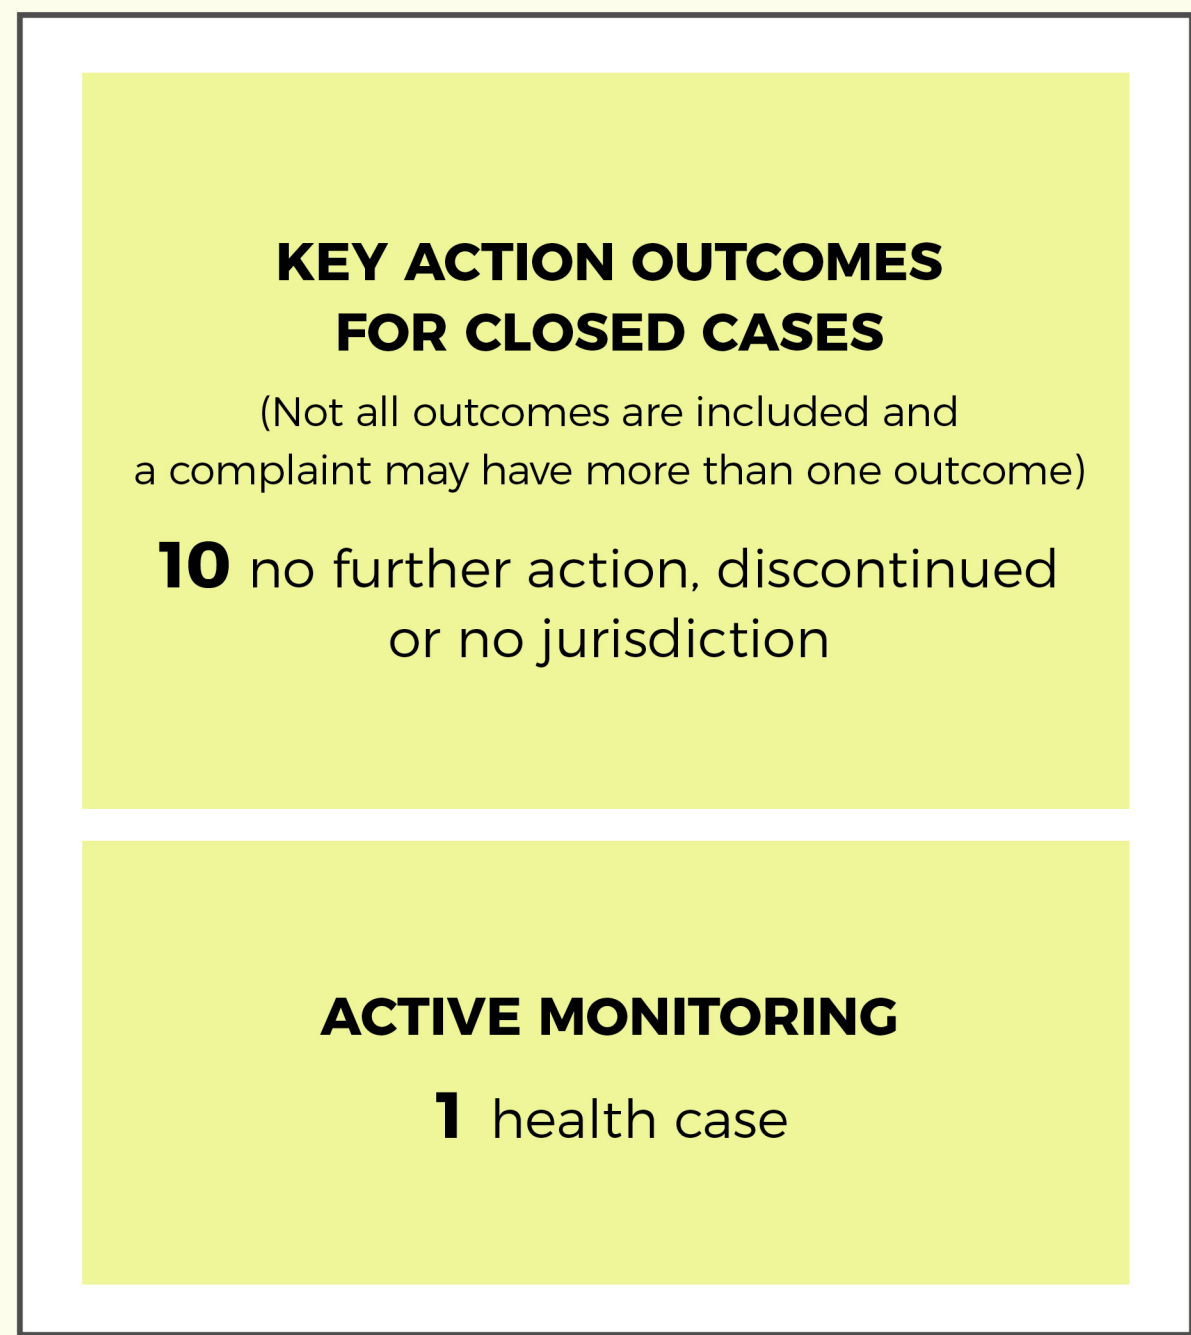 KEY ACTION OUTCOMES
FOR CLOSED CASES
(Not all outcomes are included and
a complaint may have more than one outcome)
10 no further action, discontinued
or no jurisdiction
ACTIVE MONITORING
1 health case